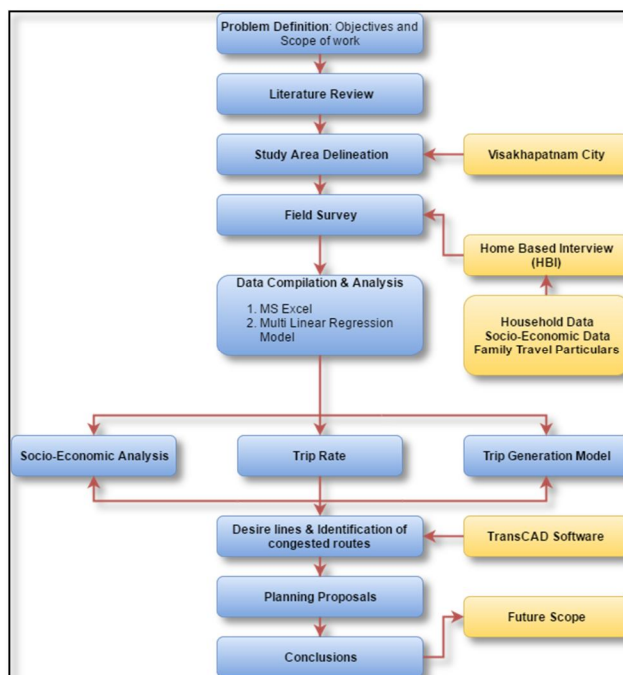 Problem Definition: Objectives and
Scope of work
Literature Review
Study Area Delineation
Visakhapatnam City
Field Survey
Home Based Interview
(HBI)
Data Compilation & Analysis
1. MS Excel
2. Multi Linear Regression
Model
Household Data
Socio-Economic Data
Family Travel Particulars
Socio-Economic Analysis
Trip Rate
Trip Generation Model
Desire lines & Identification of
congested routes
TransCAD Software
Planning Proposals
Future Scope
Conclusions